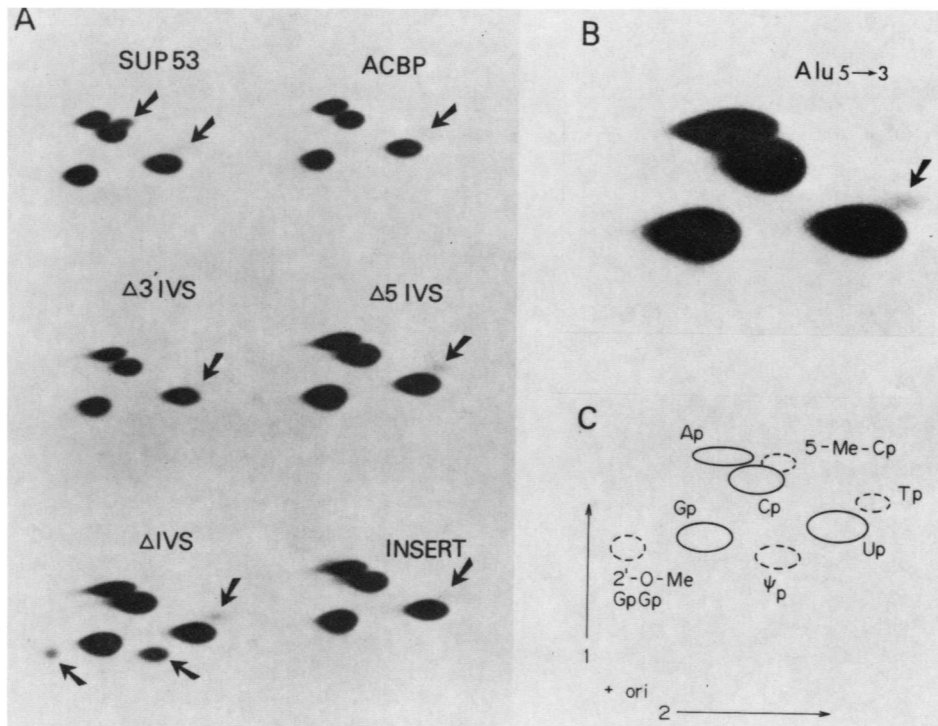 A
SUP 53
ACBP
Δ3'IVS
Δ5 IVS
ΔIVS
INSERT
B
Alu 5→3
C
Ap
5-Me-Cp
Cp
Tp
Gp
Up
2'-O-Me
GpGp
Ψp
1
+ ori
2